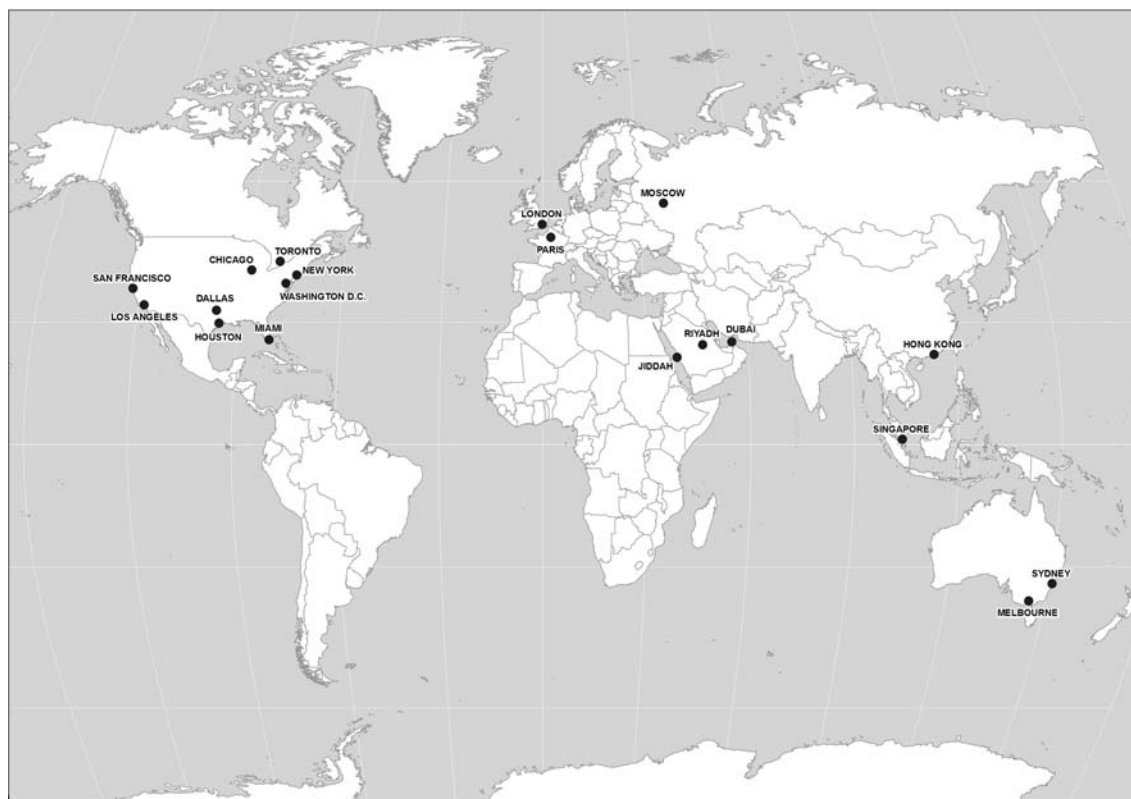 MOSCOW
LONDON
PARIS
TORONTO
CHICAGO
NEW YORK
SAN FRANCISCO
WASHINGTON D.C.
DALLAS
LOS ANGELES
HOUSTON
MIAMI
RIYADH
DUBAI
HONG KONG
JIDDAH
SINGAPORE
SYDNEY
MELBOURNE